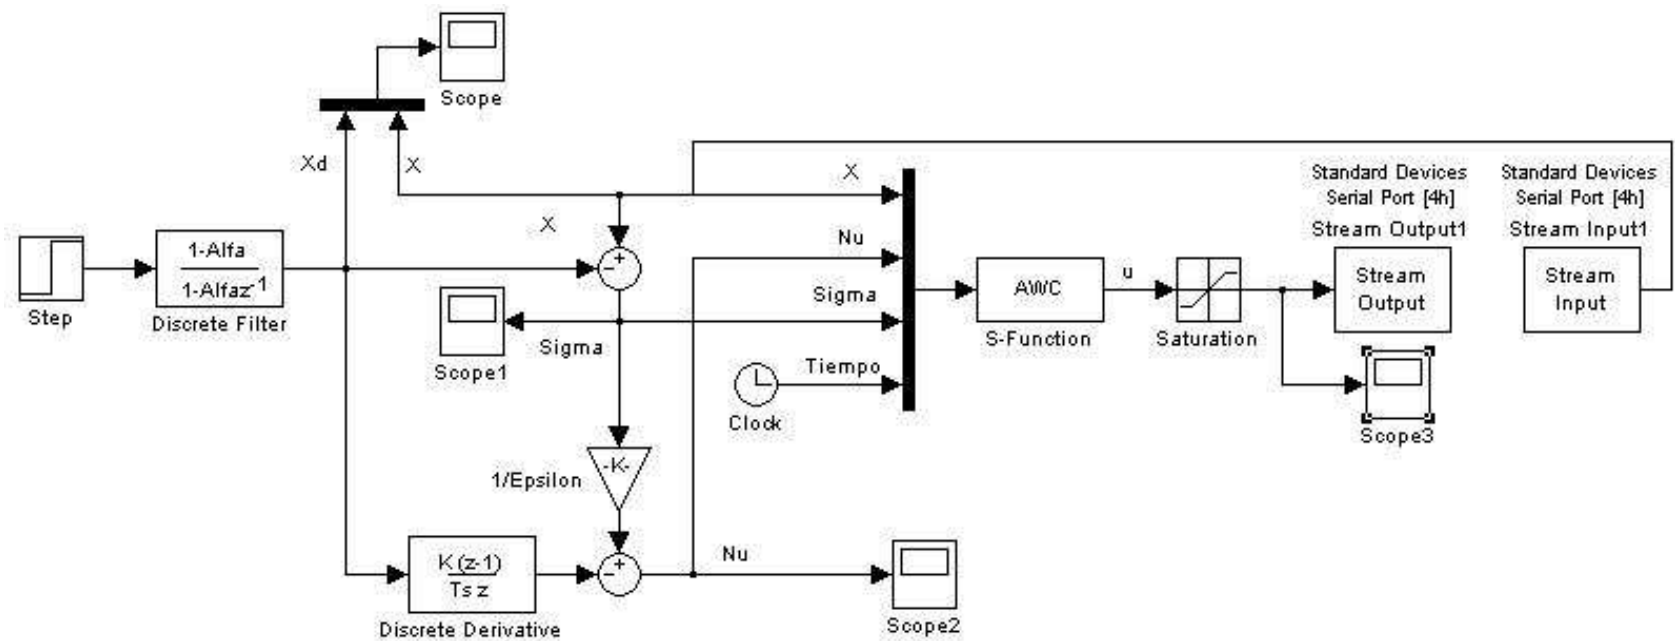 Scope
Xd
X
X
Standard Devices
Serial Port [4h]
Stream Output1
Standard Devices
Serial Port [4h]
Stream Input1
X
Nu
1-Alfa
1-Alfaz-1
Discrete Filter
Step
- +
Sigma
Scope1
Sigma
AWC
S-Function
u
Saturation
Stream
Output
Stream
Input
Tiempo
Clock
Scope3
-K-
1/Epsilon
K (z-1)
Ts z
Discrete Derivative
- +
Nu
Scope2